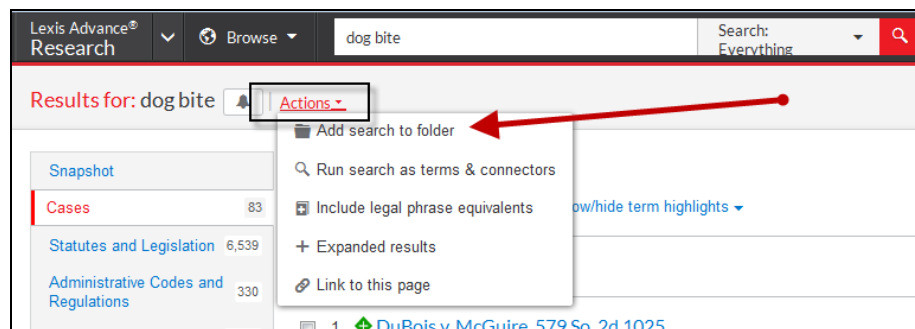 Lexis Advance®
Research
Browse
dog bite
Search:
Everything
Results for: dog bite
Actions
Add search to folder
Run search as terms & connectors
Include legal phrase equivalents
Expanded results
Link to this page
Snapshot
Cases 83
Statutes and Legislation 6,539
Administrative Codes and
Regulations 330
ow/hide term highlights
1. DuBois v. McGuire, 579 So. 2d 1025